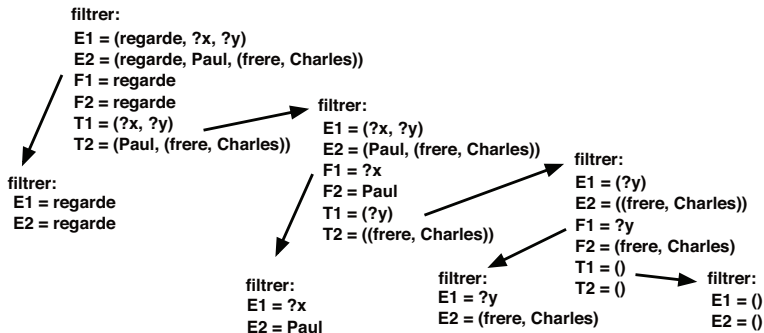 filtrer:
E1 = (regarde, ?x, ?y)
E2 = (regarde, Paul, (frere, Charles))
F1 = regarde
F2 = regarde
T1 = (?x, ?y)
T2 = (Paul, (frere, Charles))
filtrer:
E1 = regarde
E2 = regarde
filtrer:
E1 = (?x, ?y)
E2 = (Paul, (frere, Charles))
F1 = ?x
F2 = Paul
T1 = (?y)
T2 = ((frere, Charles))
filtrer:
E1 = ?x
E2 = Paul
filtrer:
E1 = (?y)
E2 = ((frere, Charles))
F1 = ?y
F2 = (frere, Charles)
T1 = ()
T2 = ()
filtrer:
E1 = ?y
E2 = (frere, Charles)
filtrer:
E1 = ()
E2 = ()